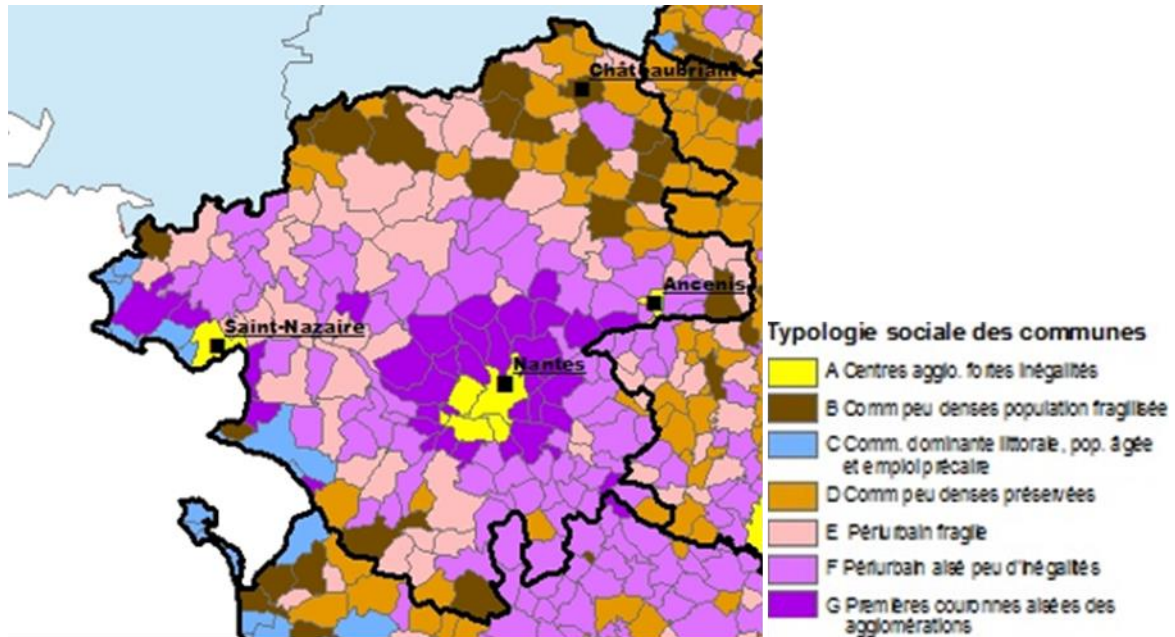 Châteaubriant
Ancenis
Saint-Nazaire
Nantes
Typologie sociale des communes
A Centres agglo. fortes inégalités
B Comm peu denses population fragilisée
C Comm. dominante littorale, pop. âgée
et emploi précaire
D Comm peu denses préservées
E Périurbain fragile
F Périurbain aisé peu d'inégalités
G Premières couronnes aisées des
agglomérations